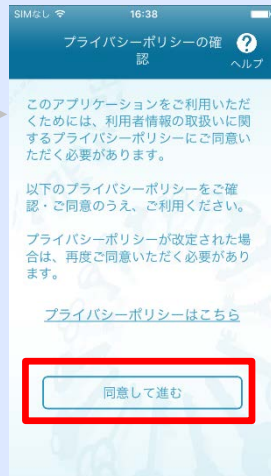 SIMなし 16:38
プライバシーポリシーの確
認
?
ヘルプ
このアプリケーションをご利用いただ
くためには、利用者情報の取扱いに関
するプライバシーポリシーにご同意い
ただく必要があります。
以下のプライバシーポリシーをご確
認・ご同意のうえ、ご利用ください。
プライバシーポリシーが改定された場
合は、再度ご同意いただく必要があり
ます。
プライバシーポリシーはこちら
同意して進む